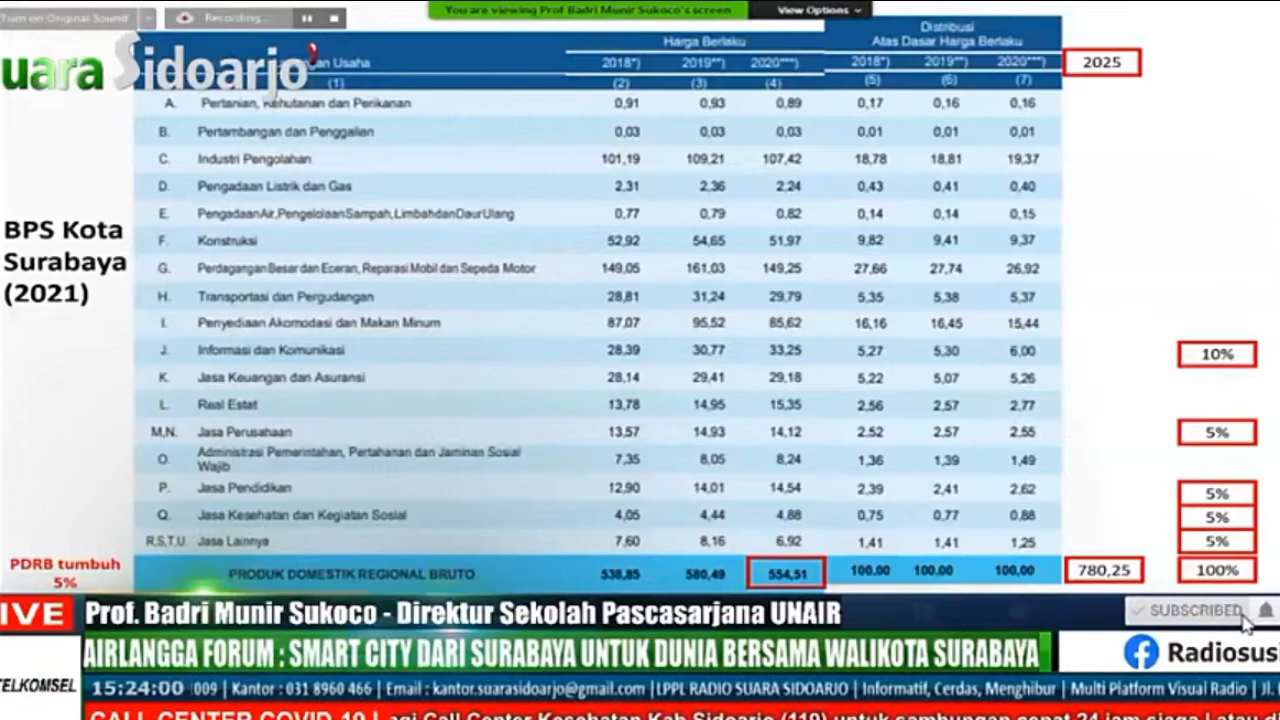 Turn on Original Sound
Recording...
You are viewing Prof Badri Munir Sukoco's screen
View Options
uara Sidoarjo
Usaha
Harga Berlaku
Distribusi
Atas Dasar Harga Berlaku
2018*) 2019**) 2020***) 2018*) 2019**) 2020***)
2025
(1) (2) (3) (4) (5) (6) (7)
A. Pertanian, Kehutanan dan Perikanan 0,91 0,93 0,89 0,17 0,16 0,16
B. Pertambangan dan Penggalian 0,03 0,03 0,03 0,01 0,01 0,01
C. Industri Pengolahan 101,19 109,21 107,42 18,78 18,81 19,37
D. Pengadaan Listrik dan Gas 2,31 2,36 2,24 0,43 0,41 0,40
E. Pengadaan Air, Pengelolaan Sampah, Limbah dan Daur Ulang 0,77 0,79 0,82 0,14 0,14 0,15
F. Konstruksi 52,92 54,65 51,97 9,82 9,41 9,37
G. Perdagangan Besar dan Eceran, Reparasi Mobil dan Sepeda Motor 149,05 161,03 149,25 27,66 27,74 26,92
H. Transportasi dan Pergudangan 28,81 31,24 29,79 5,35 5,38 5,37
I. Penyediaan Akomodasi dan Makan Minum 87,07 95,52 85,62 16,16 16,45 15,44
J. Informasi dan Komunikasi 28,39 30,77 33,25 5,27 5,30 6,00 10%
K. Jasa Keuangan dan Asuransi 28,14 29,41 29,18 5,22 5,07 5,26
L. Real Estat 13,78 14,95 15,35 2,56 2,57 2,77
M,N. Jasa Perusahaan 13,57 14,93 14,12 2,52 2,57 2,55 5%
O. Administrasi Pemerintahan, Pertahanan dan Jaminan Sosial
Wajib 7,35 8,05 8,24 1,36 1,39 1,49
P. Jasa Pendidikan 12,90 14,01 14,54 2,39 2,41 2,62 5%
Q. Jasa Kesehatan dan Kegiatan Sosial 4,05 4,44 4,88 0,75 0,77 0,88 5%
R,S,T,U. Jasa Lainnya 7,60 8,16 6,92 1,41 1,41 1,25 5%
PRODUK DOMESTIK REGIONAL BRUTO 538,85 580,49 554,51 100.00 100,00 100,00 780,25 100%
BPS Kota
Surabaya
(2021)
PDRB tumbuh
5%
IVE
Prof. Badri Munir Sukoco - Direktur Sekolah Pascasarjana UNAIR
SUBSCRIBED
AIRLANGGA FORUM : SMART CITY DARI SURABAYA UNTUK DUNIA BERSAMA WALIKOTA SURABAYA
Radiosus
TELKOMSEL
15:24:00 009 | Kantor : 031 8960 466 | Email : kantor.suarasidoarjo@gmail.com | LPPL RADIO SUARA SIDOARJO | Informatif, Cerdas, Menghibur | Multi Platform Visual Radio | Jl.